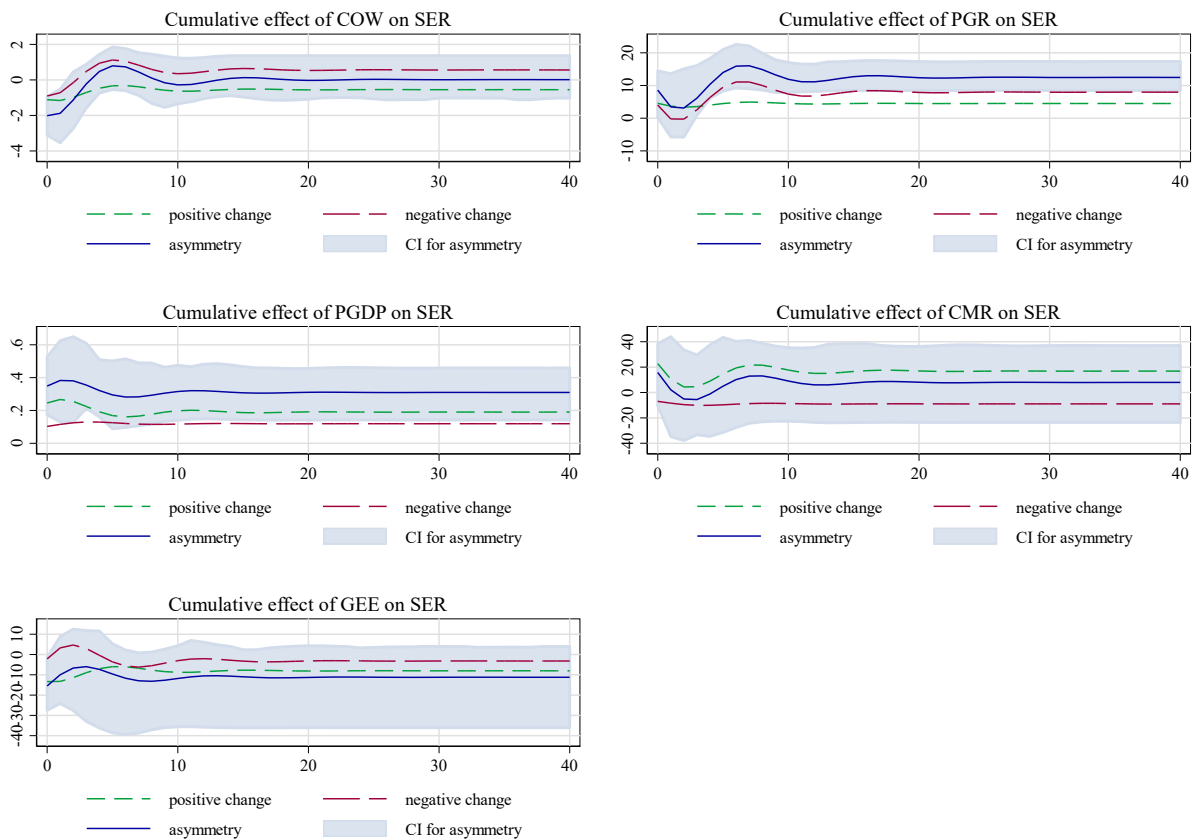 Cumulative effect of COW on SER
2
0
-2
-4
0 10 20 30 40
positive change negative change
asymmetry CI for asymmetry
Cumulative effect of PGR on SER
20
10
0
-10
0 10 20 30 40
positive change negative change
asymmetry CI for asymmetry
Cumulative effect of PGDP on SER
.6
.4
.2
0
0 10 20 30 40
positive change negative change
asymmetry CI for asymmetry
Cumulative effect of CMR on SER
40
20
0
-20
-40
0 10 20 30 40
positive change negative change
asymmetry CI for asymmetry
Cumulative effect of GEE on SER
10
0
-10
-20
-30
-40
0 10 20 30 40
positive change negative change
asymmetry CI for asymmetry